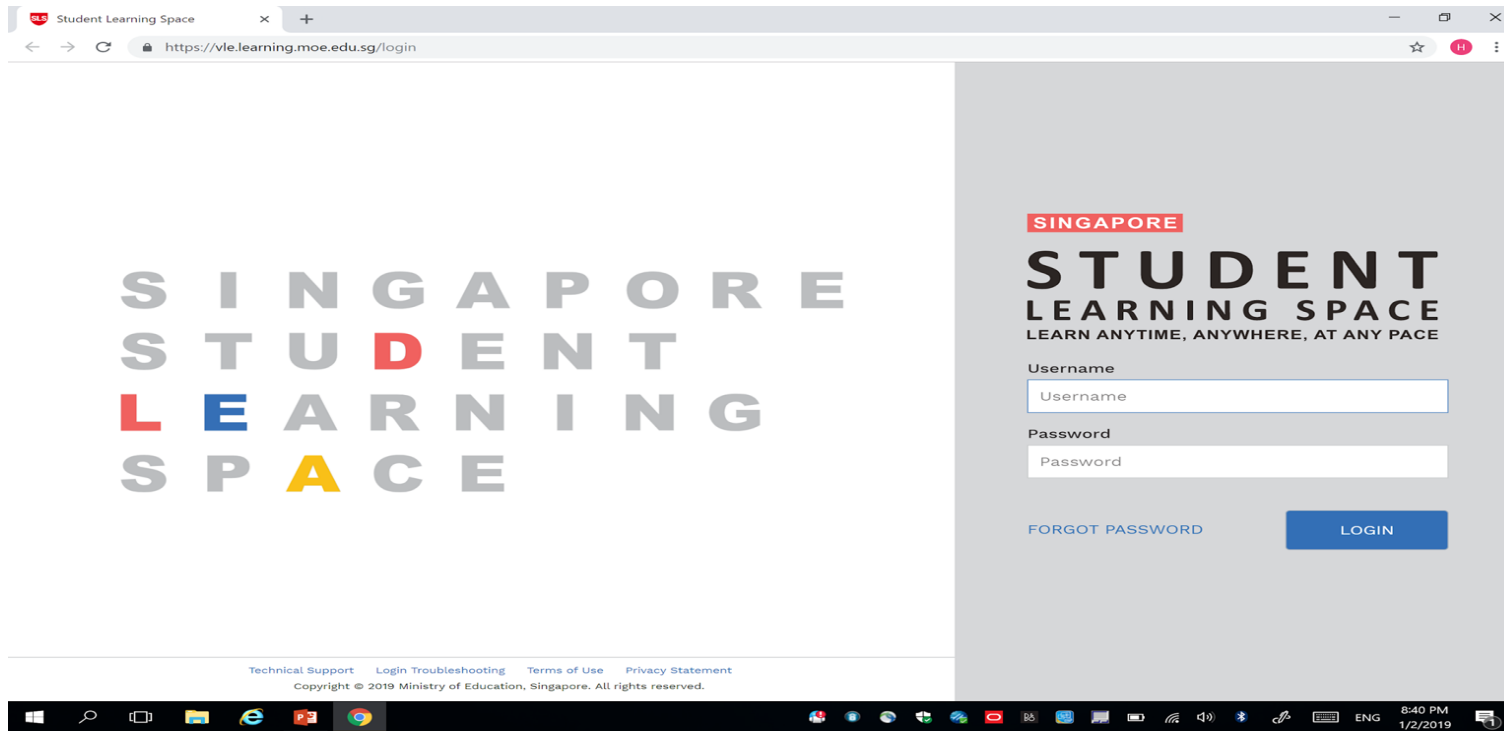 SLS Student Learning Space
https://vle.learning.moe.edu.sg/login
H
SINGAPORE
STUDENT
LEARNING
SPACE
SINGAPORE
STUDENT
LEARNING SPACE
LEARN ANYTIME, ANYWHERE, AT ANY PACE
Username
Username
Password
Password
FORGOT PASSWORD
LOGIN
Technical Support Login Troubleshooting Terms of Use Privacy Statement
Copyright © 2019 Ministry of Education, Singapore. All rights reserved.
ENG
8:40 PM
1/2/2019
1